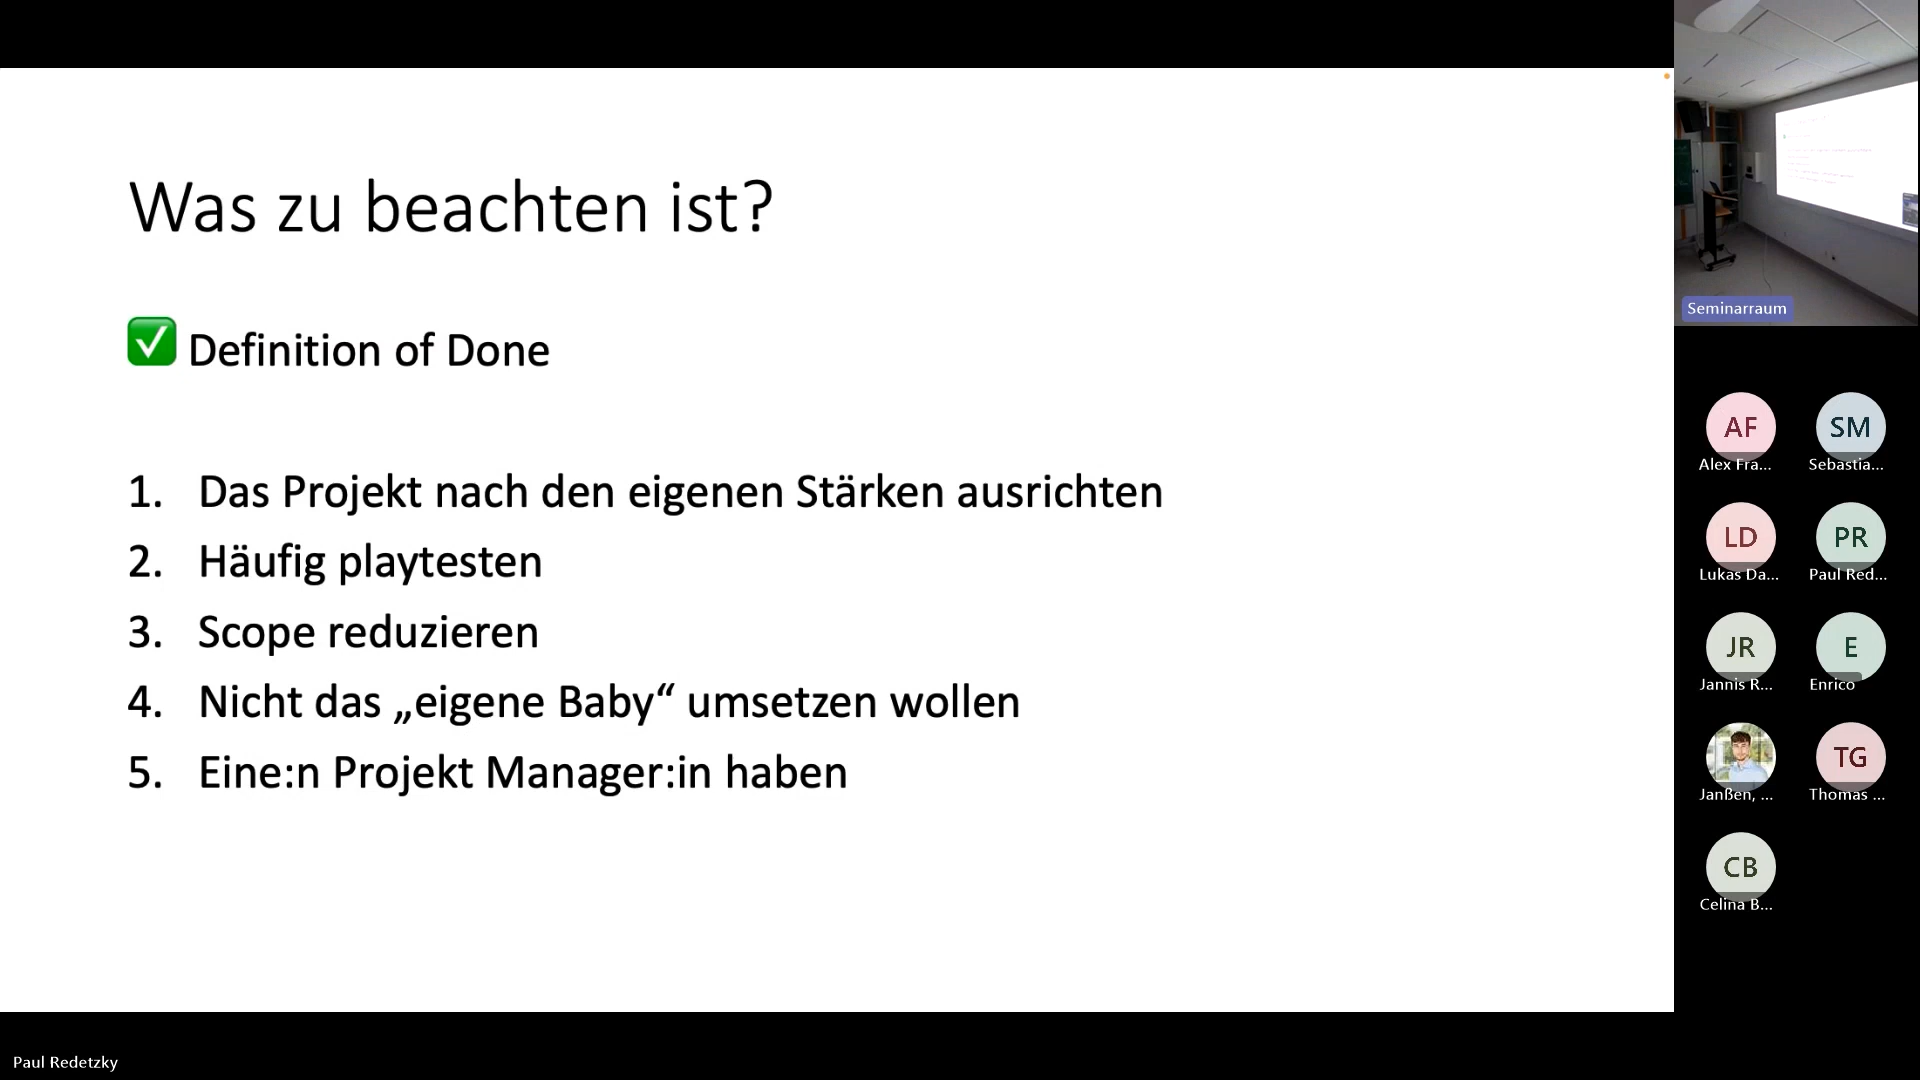 Was zu beachten ist?
✅ Definition of Done
1. Das Projekt nach den eigenen Stärken ausrichten
2. Häufig playtesten
3. Scope reduzieren
4. Nicht das „eigene Baby“ umsetzen wollen
5. Eine:n Projekt Manager:in haben
Seminarraum
AF
Alex Fra...
SM
Sebastia...
LD
Lukas Da...
PR
Paul Red...
JR
Jannis R...
E
Enrico
Janßen, ...
TG
Thomas ...
CB
Celina B...
Paul Redetzky